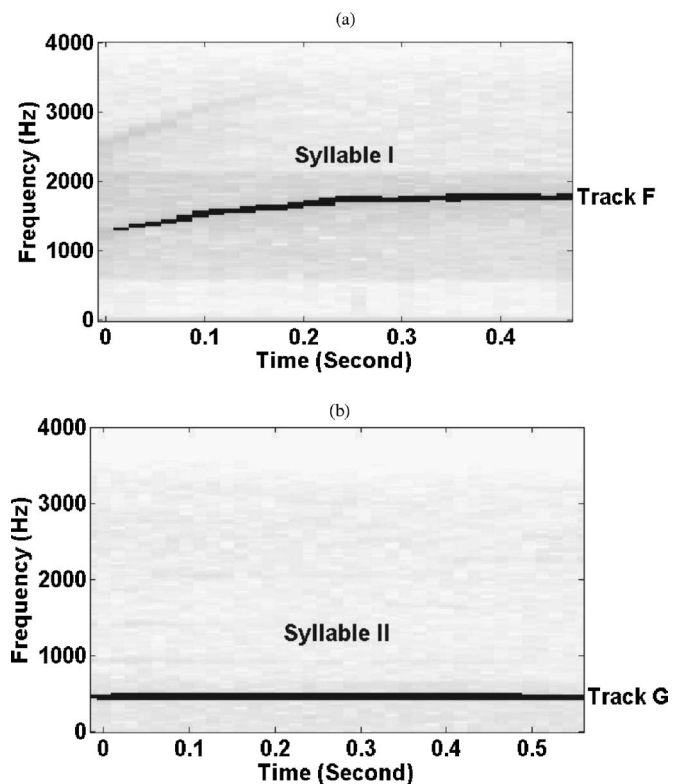 (a)
4000
3000
2000
1000
0
Frequency (Hz)
Syllable I
Track F
0 0.1 0.2 0.3 0.4
Time (Second)
(b)
4000
3000
2000
1000
0
Frequency (Hz)
Syllable II
Track G
0 0.1 0.2 0.3 0.4 0.5
Time (Second)